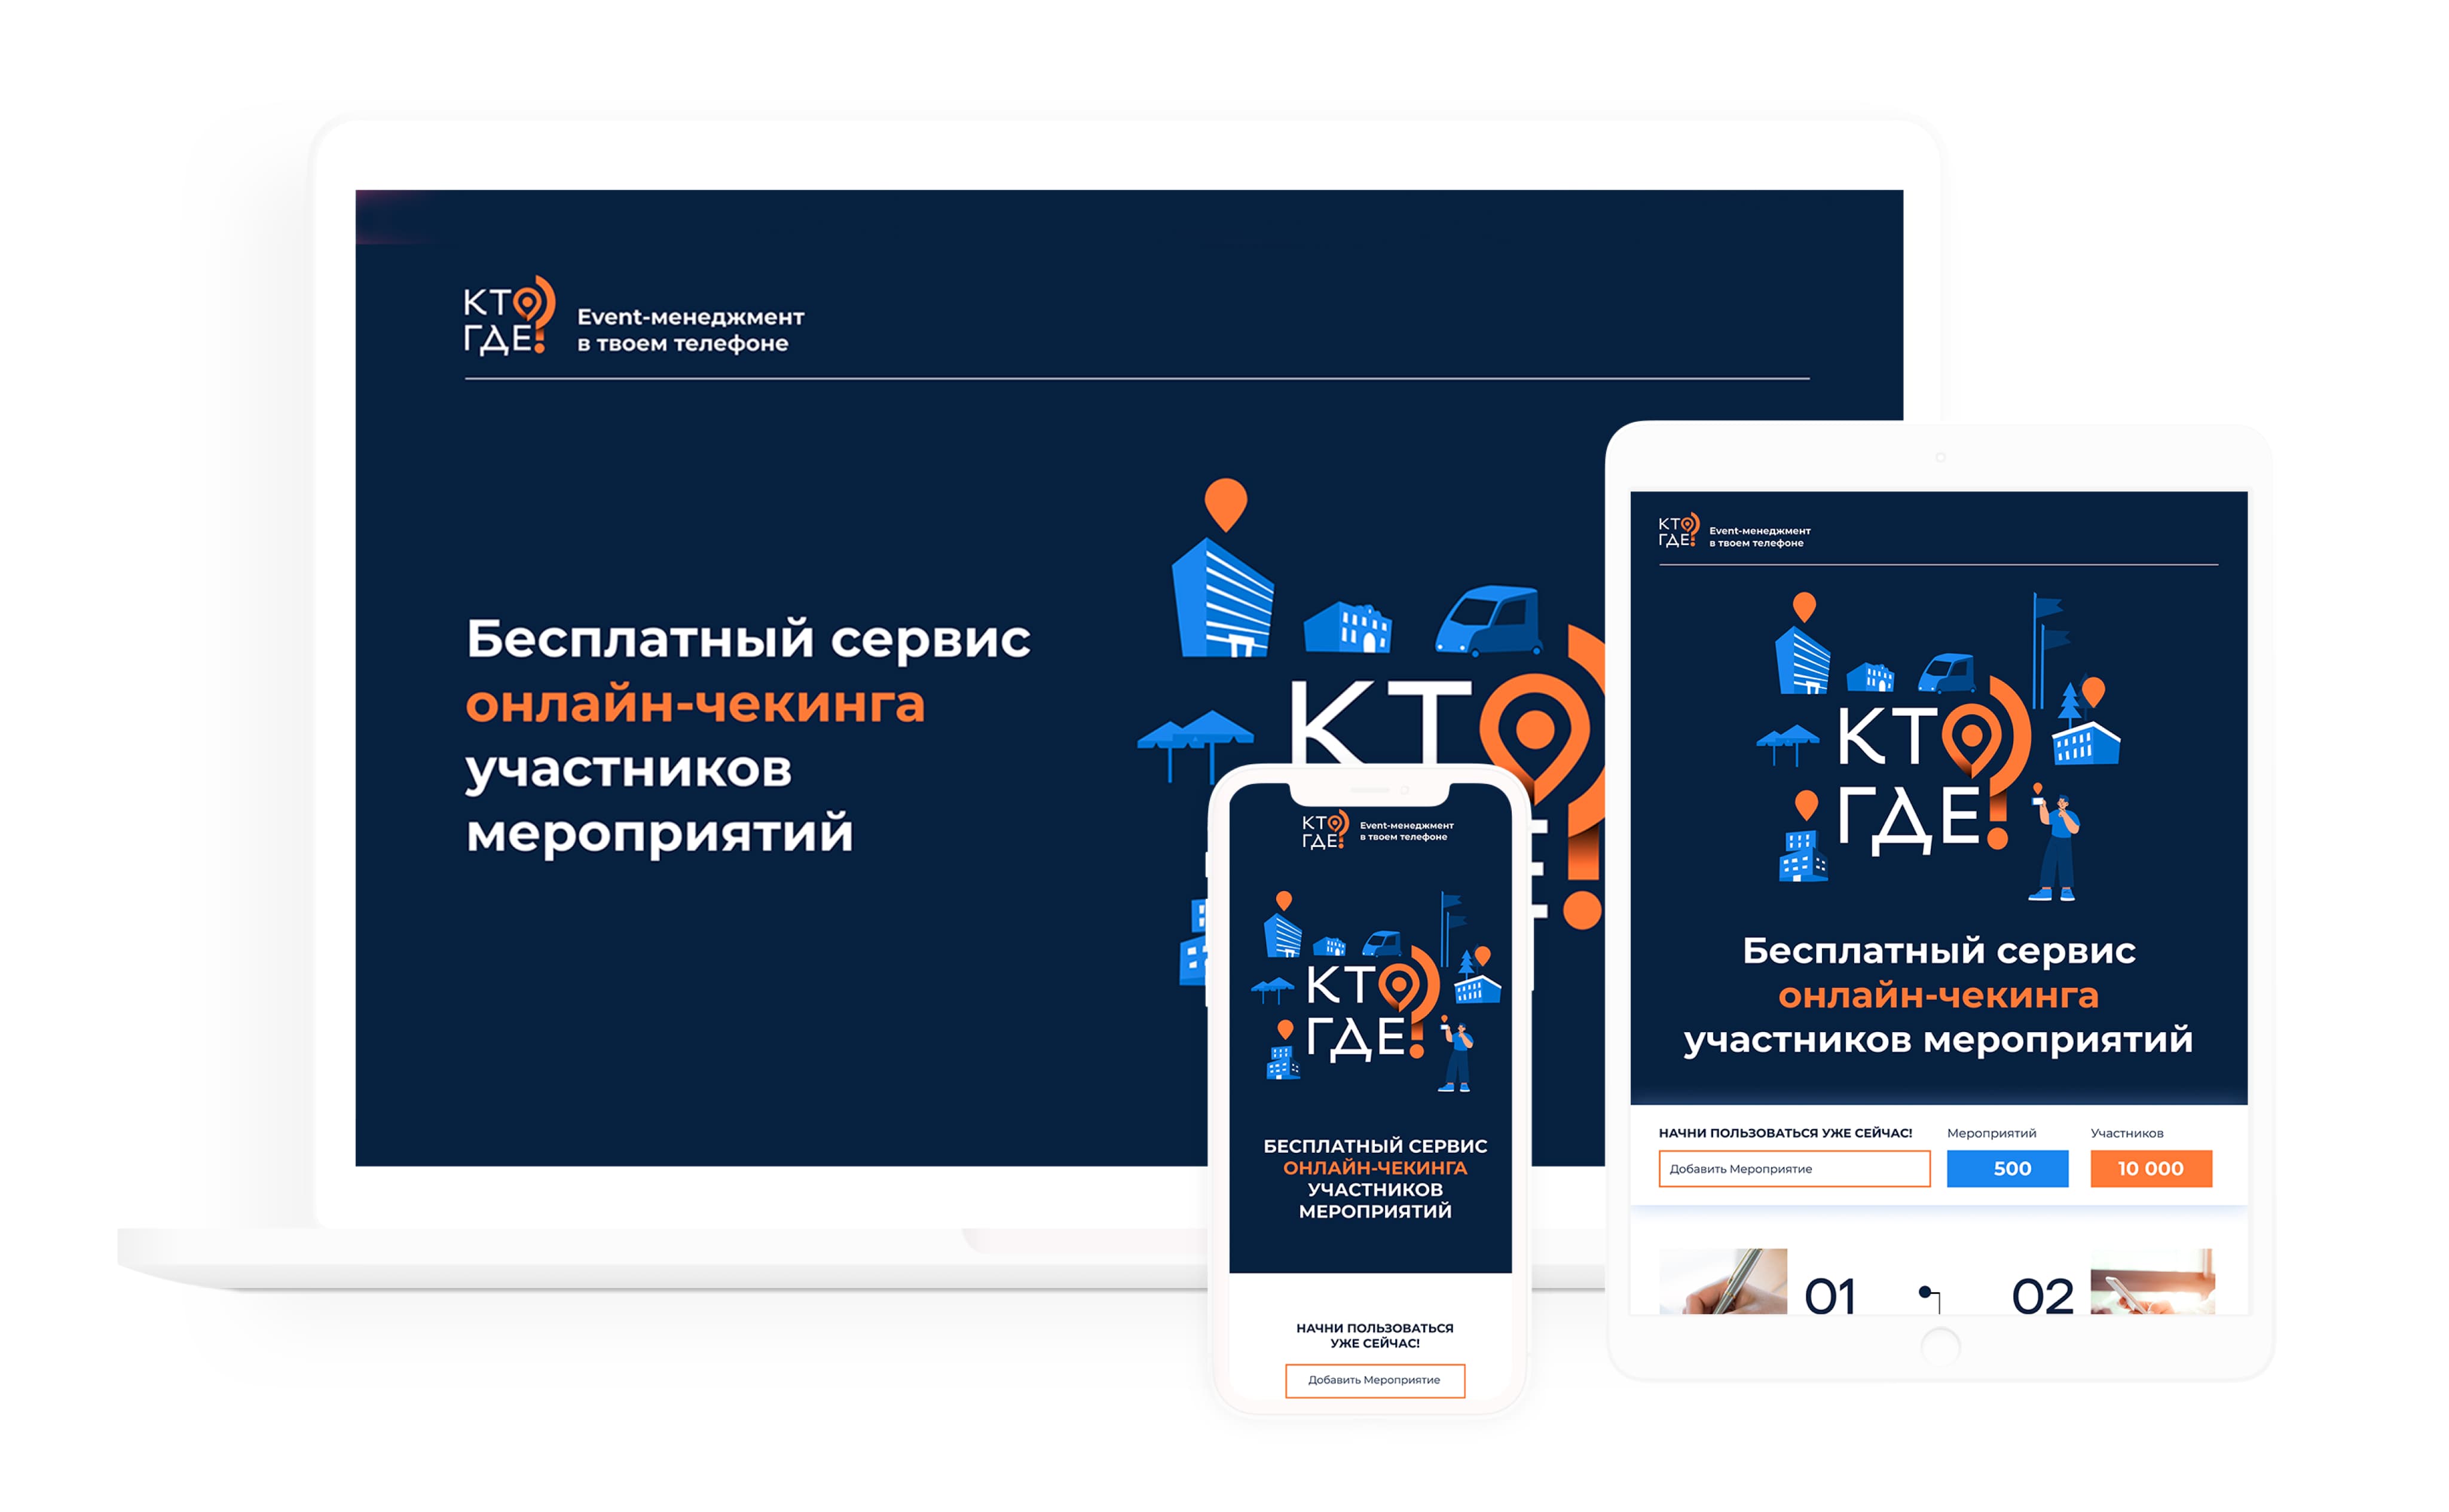 КТО
ГДЕ
Event-менеджмент
в твоем телефоне
Бесплатный сервис
онлайн-чекинга
участников
мероприятий
КТО
КТО
ГДЕ
Event-менеджмент
в твоем телефоне
КТО
ГДЕ
БЕСПЛАТНЫЙ СЕРВИС
ОНЛАЙН-ЧЕКИНГА
УЧАСТНИКОВ
МЕРОПРИЯТИЙ
НАЧНИ ПОЛЬЗОВАТЬСЯ
УЖЕ СЕЙЧАС!
Добавить Мероприятие
КТО
ГДЕ
Event-менеджмент
в твоем телефоне
КТО
ГДЕ
Бесплатный сервис
онлайн-чекинга
участников мероприятий
НАЧНИ ПОЛЬЗОВАТЬСЯ УЖЕ СЕЙЧАС!
Мероприятий
Участников
Добавить Мероприятие
500
10 000
01
02